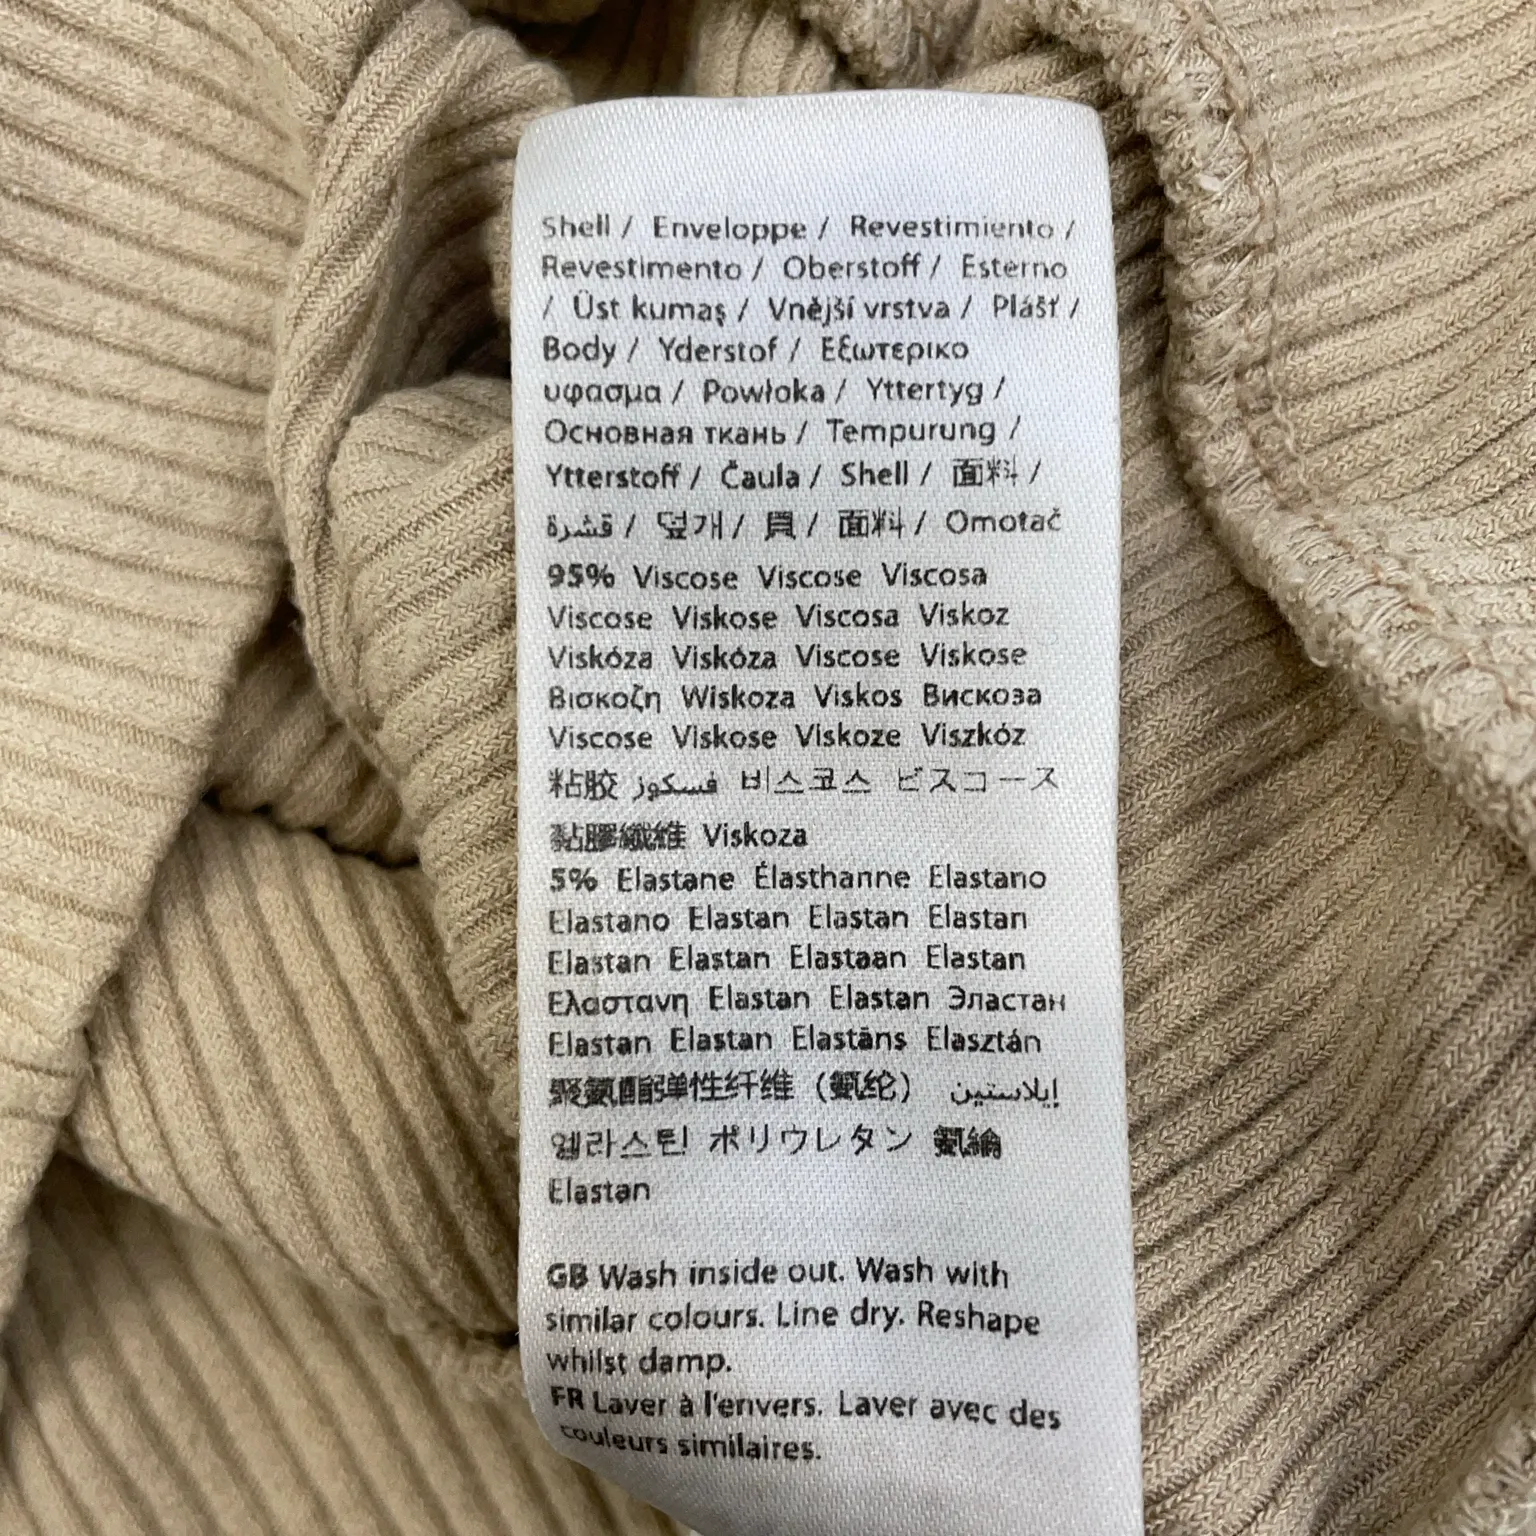 Shell / Enveloppe / Revestimiento /
Revestimento / Oberstoff / Esterno
/ Üst kumaş / Vnější vrstva / Plášť /
Body / Yderstof / Εξωτερικο
υφασμα / Powłoka / Yttertyg /
Основная ткань / Tempurung /
Ytterstoff / Čaula / Shell / 面料 /
قشرة / 덮개 / 貝 / 面料 / Omotač
95% Viscose Viscose Viscosa
Viscose Viskose Viscosa Viskoz
Viskóza Viskóza Viscose Viskose
Βισκοζη Wiskoza Viskos Вискоза
Viscose Viskose Viskoze Viszkóz
粘胶 فسكوز 비스코스 ビスコース
黏膠纖維 Viskoza
5% Elastane Élasthanne Elastano
Elastano Elastan Elastan Elastan
Elastan Elastan Elastaan Elastan
Ελαστανη Elastan Elastan Эластан
Elastan Elastan Elastāns Elasztán
聚氨酯弹性纤维（氨纶） إيلاستين
엘라스틴 ポリウレタン 氨綸
Elastan
GB Wash inside out. Wash with
similar colours. Line dry. Reshape
whilst damp.
FR Laver à l'envers. Laver avec des
couleurs similaires.